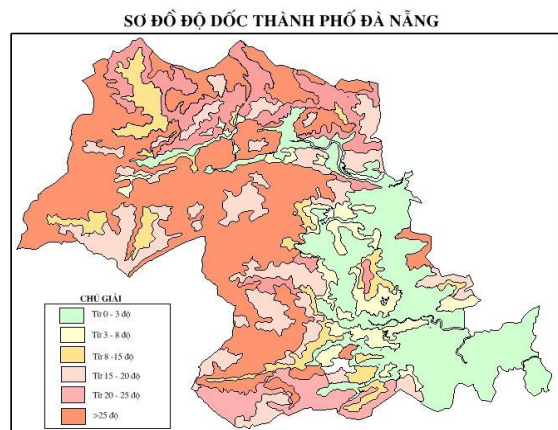 SƠ ĐỒ ĐỘ DỐC THÀNH PHỐ ĐÀ NẴNG
CHÚ GIẢI
Từ 0 - 3 độ
Từ 3 - 8 độ
Từ 8 -15 độ
Từ 15 - 20 độ
Từ 20 - 25 độ
>25 độ